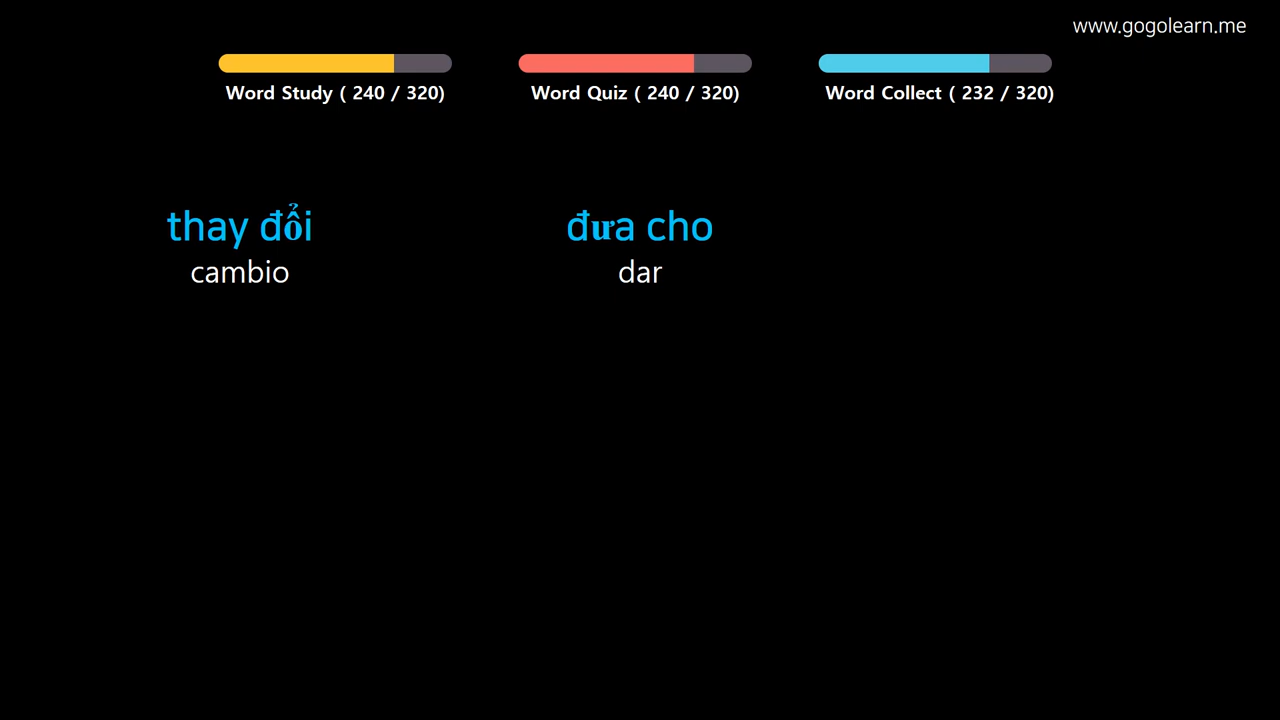 www.gogolearn.me
Word Study ( 240 / 320)
Word Quiz ( 240 / 320)
Word Collect ( 232 / 320)
thay đổi
cambio
đưa cho
dar